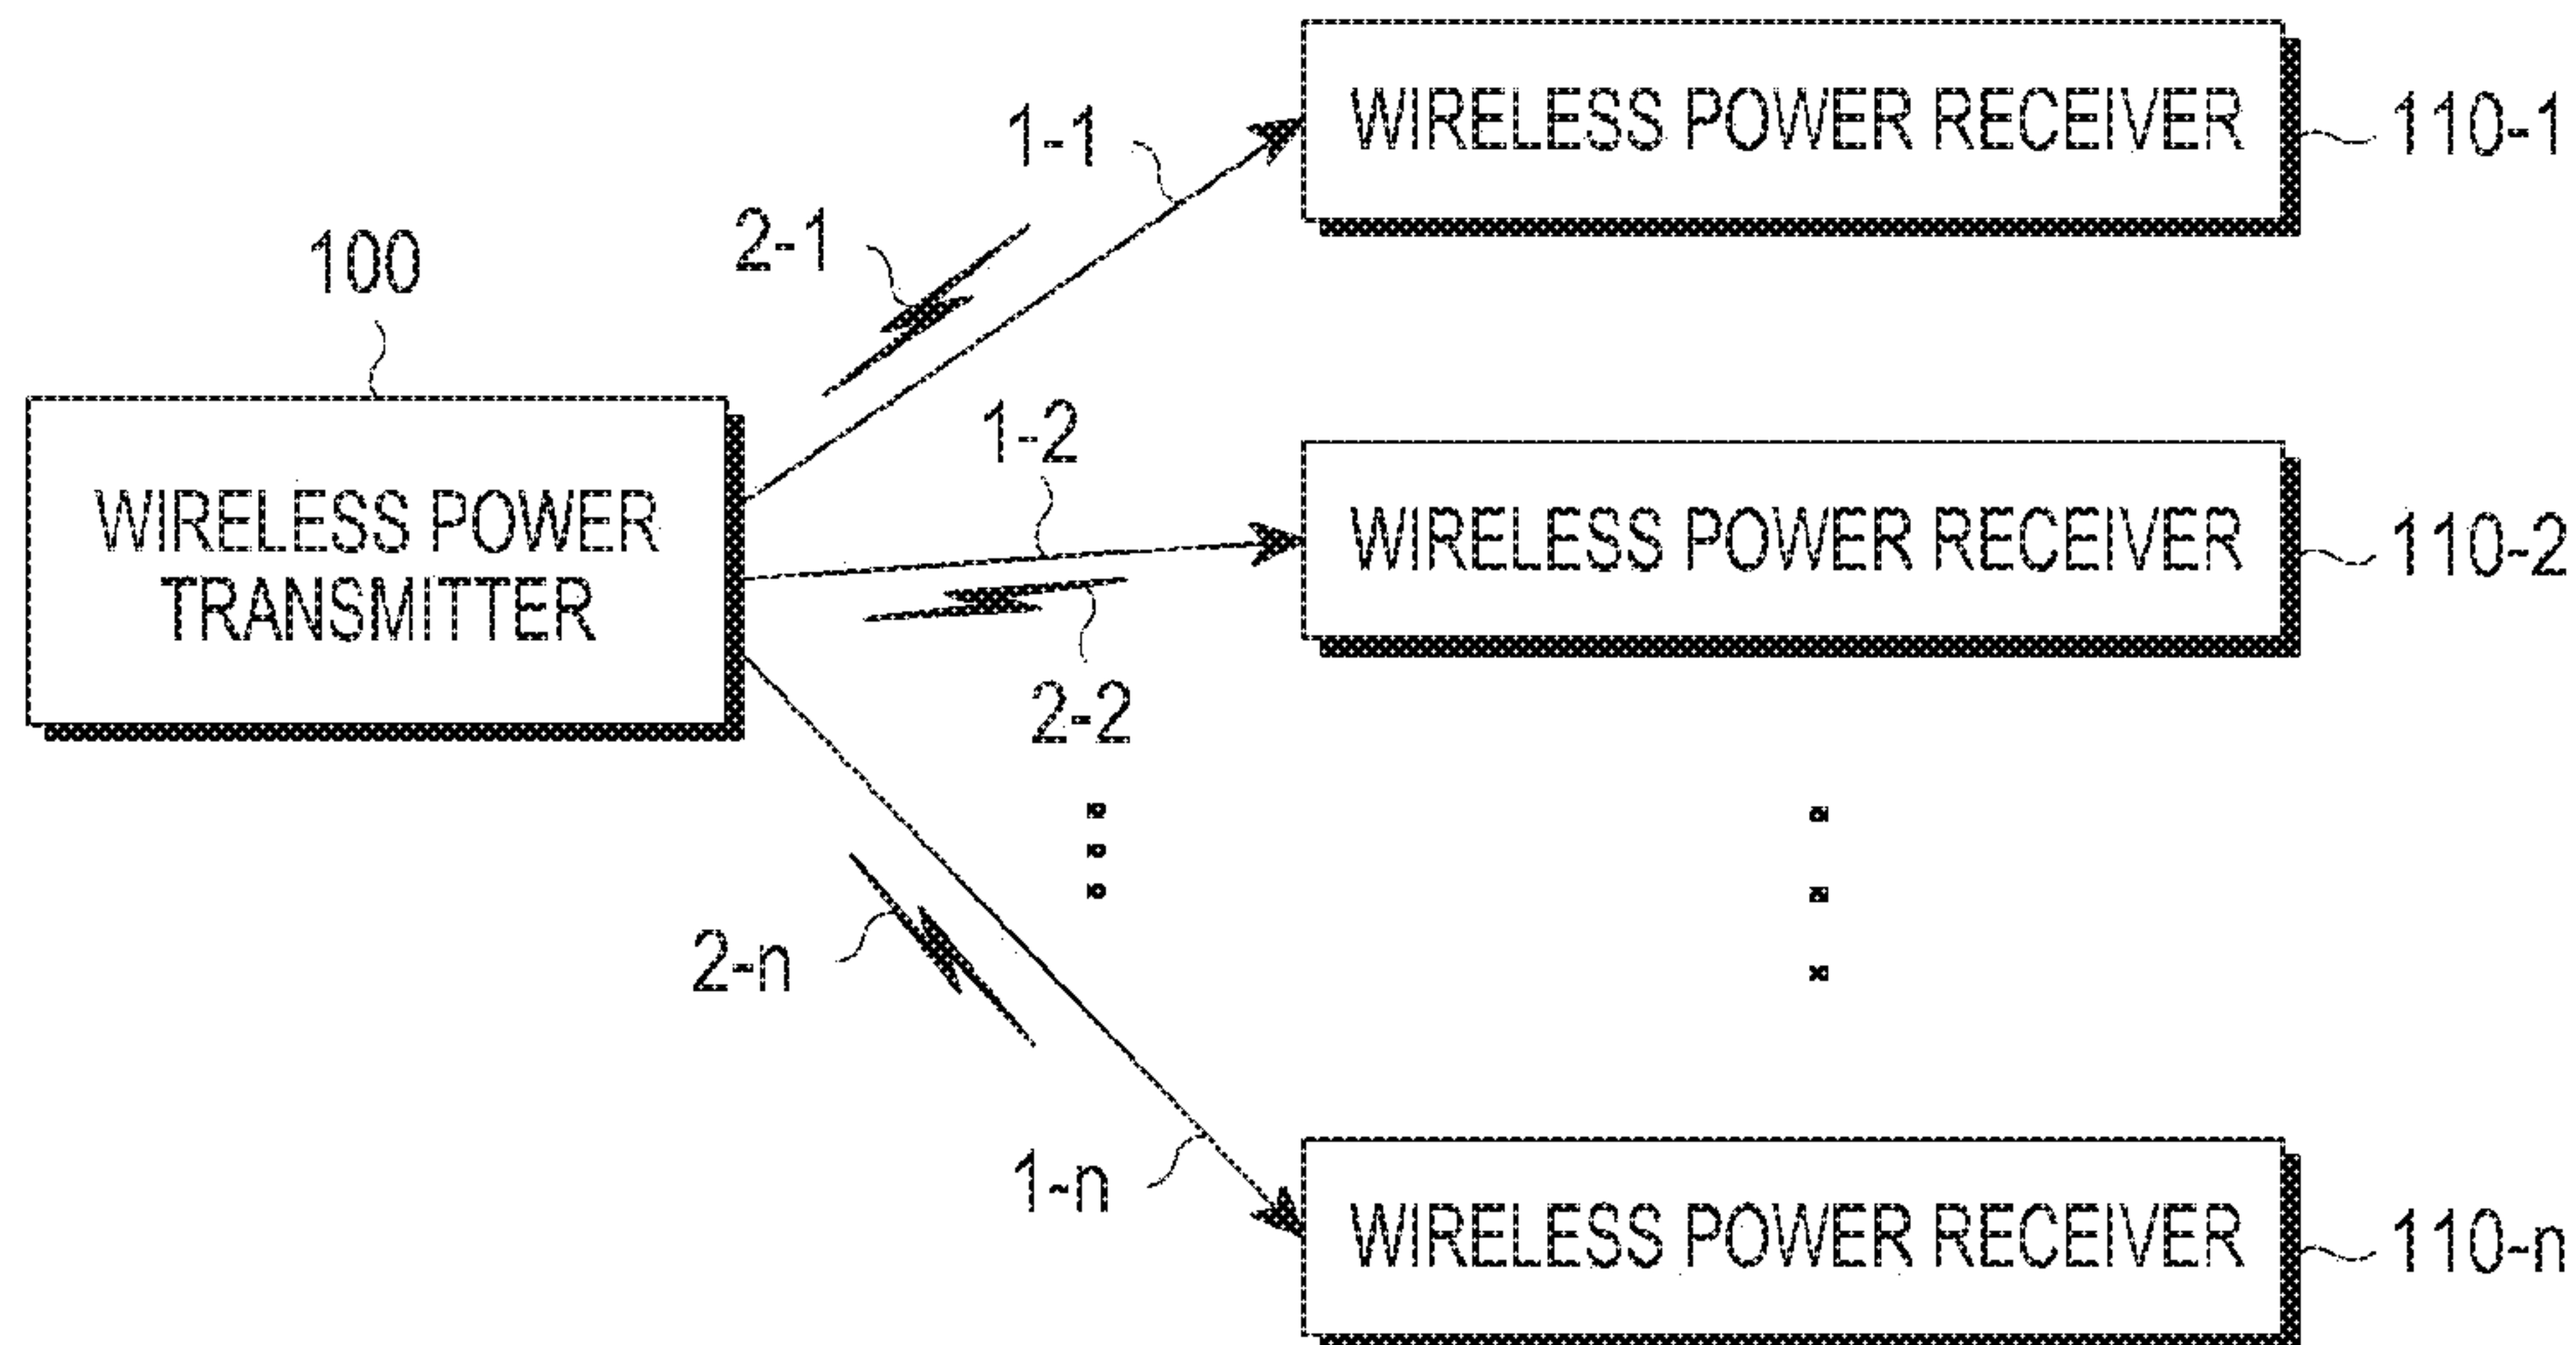 WIRELESS POWER RECEIVER
110-1
1-1
2-1
100
1-2
WIRELESS POWER
TRANSMITTER
WIRELESS POWER RECEIVER
110-2
2-2
2-n
1-n
WIRELESS POWER RECEIVER
110-n